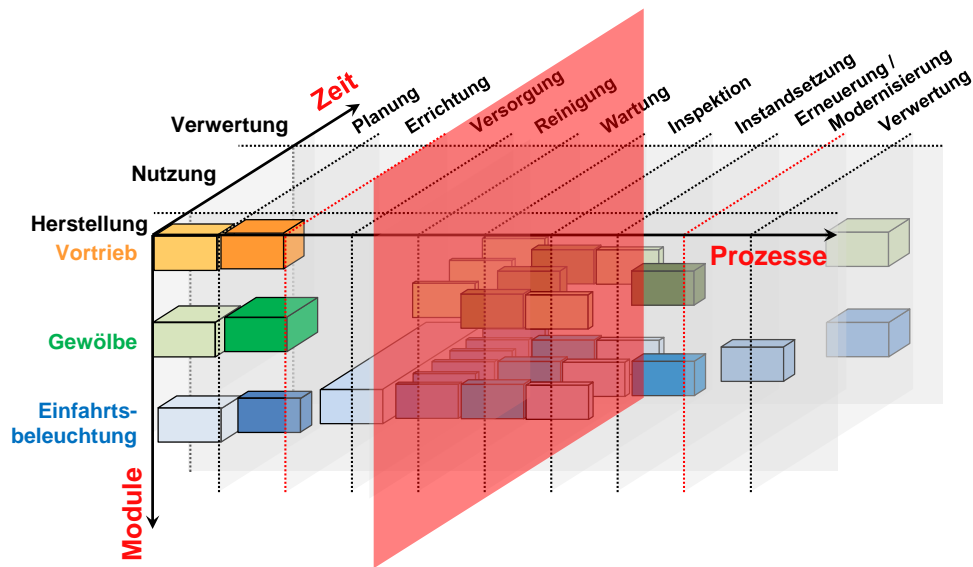 Zeit
Verwertung
Nutzung
Herstellung
Planung
Errichtung
Versorgung
Reinigung
Wartung
Inspektion
Instandsetzung
Erneuerung /
Modernisierung
Verwertung
Prozesse
Vortrieb
Gewölbe
Einfahrts-
beleuchtung
Module